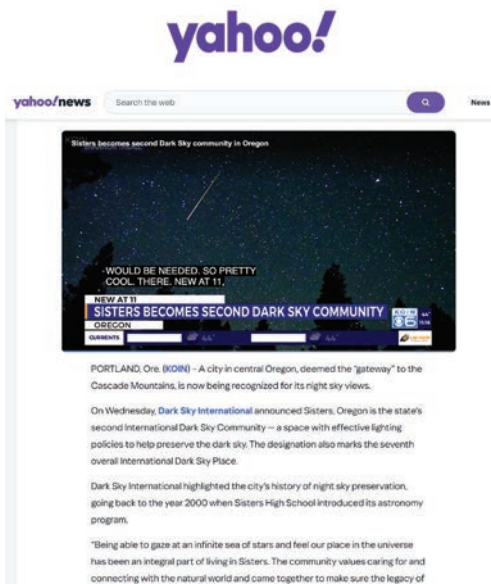 yahoo!
yahoo!news
Search the web
News
Sisters becomes second Dark Sky community in Oregon
-WOULD BE NEEDED. SO PRETTY
COOL. THERE. NEW AT 11,
NEW AT 11
SISTERS BECOMES SECOND DARK SKY COMMUNITY
OREGON
KOIN
6
44°
11:16
CURRENTS
44°
44°
PORTLAND, Ore. (KOIN) – A city in central Oregon, deemed the "gateway" to the
Cascade Mountains, is now being recognized for its night sky views.
On Wednesday, Dark Sky International announced Sisters, Oregon is the state's
second International Dark Sky Community — a space with effective lighting
policies to help preserve the dark sky. The designation also marks the seventh
overall International Dark Sky Place.
Dark Sky International highlighted the city's history of night sky preservation,
going back to the year 2000 when Sisters High School introduced its astronomy
program.
"Being able to gaze at an infinite sea of stars and feel our place in the universe
has been an integral part of living in Sisters. The community values caring for and
connecting with the natural world and came together to make sure the legacy of